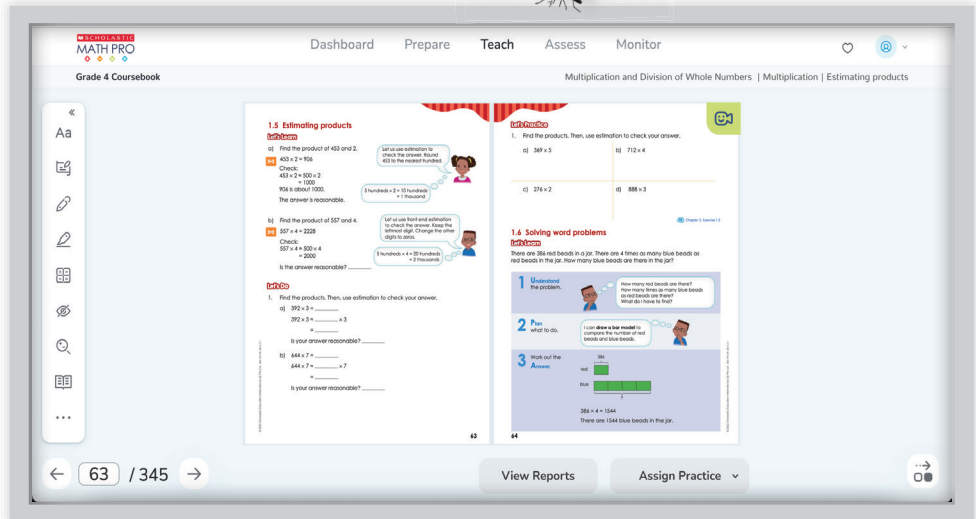 SCHOLASTIC
MATH PRO
Dashboard Prepare Teach Assess Monitor
Grade 4 Coursebook
Multiplication and Division of Whole Numbers | Multiplication | Estimating products
«
Aa
1.5 Estimating products
Let's Learn
a) Find the product of 453 and 2.
453 × 2 = 906
Check:
453 × 2 ≈ 500 × 2
= 1000
906 is about 1000.
The answer is reasonable.
Let us use estimation to
check the answer. Round
453 to the nearest hundred.
5 hundreds × 2 = 10 hundreds
= 1 thousand
b) Find the product of 557 and 4.
557 × 4 = 2228
Check:
557 × 4 ≈ 500 × 4
= 2000
Is the answer reasonable? ______
Let us use front-end estimation
to check the answer. Keep the
leftmost digit. Change the other
digits to zeros.
5 hundreds × 4 = 20 hundreds
= 2 thousands
Let's Do
1. Find the products. Then, use estimation to check your answer.
a) 392 × 3 = ______
392 × 3 ≈ ______ × 3
= ______
Is your answer reasonable? ______
b) 644 × 7 = ______
644 × 7 ≈ ______ × 7
= ______
Is your answer reasonable? ______
63
Let's Practice
1. Find the products. Then, use estimation to check your answer.
a) 369 × 5
b) 712 × 4
c) 276 × 2
d) 888 × 3
1.6 Solving word problems
Let's Learn
There are 386 red beads in a jar. There are 4 times as many blue beads as
red beads in the jar. How many blue beads are there in the jar?
1 Understand
the problem.
How many red beads are there?
How many times as many blue beads
as red beads are there?
What do I have to find?
2 Plan
what to do.
I can draw a bar model to
compare the number of red
beads and blue beads.
3 Work out the
Answer.
386
red
blue
?
386 × 4 = 1544
There are 1544 blue beads in the jar.
64
63 / 345
View Reports
Assign Practice